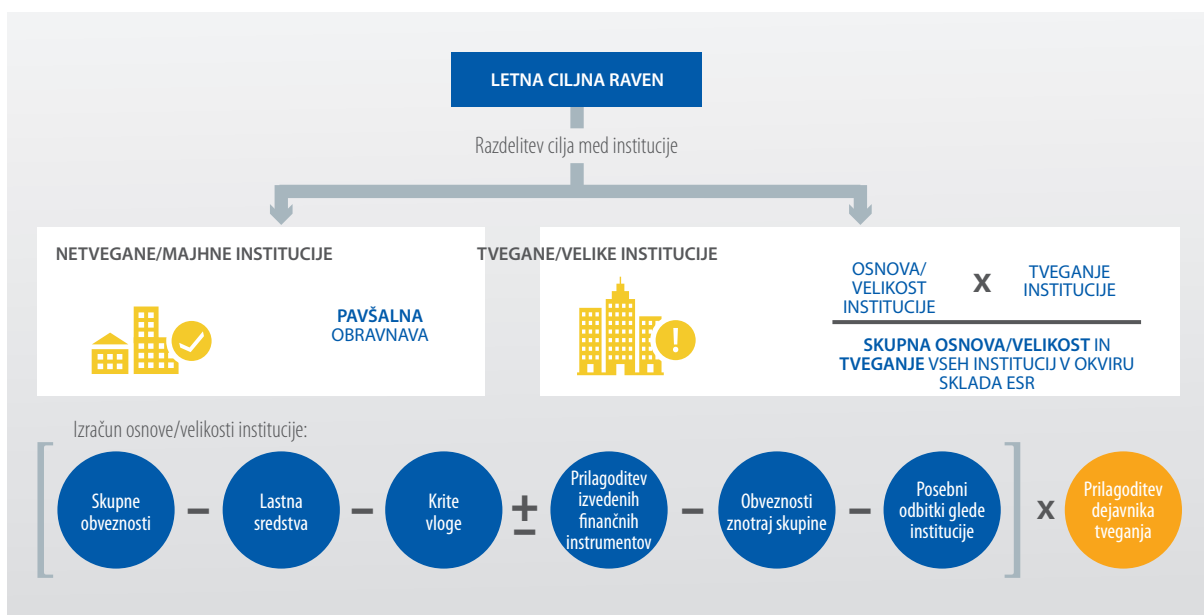 LETNA CILJNA RAVEN
Razdelitev cilja med institucije
NETVEGANE/MAJHNE INSTITUCIJE
PAVŠALNA
OBRAVNAVA
TVEGANE/VELIKE INSTITUCIJE
OSNOVA/
VELIKOST
INSTITUCIJE
X
TVEGANJE
INSTITUCIJE
SKUPNA OSNOVA/VELIKOST IN
TVEGANJE VSEH INSTITUCIJ V OKVIRU
SKLADA ESR
Izračun osnove/velikosti institucije:
[
Skupne
obveznosti
–
Lastna
sredstva
–
Krite
vloge
±
Prilagoditev
izvedenih
finančnih
instrumentov
–
Obveznosti
znotraj skupine
–
Posebni
odbitki glede
institucije
]
x
Prilagoditev
dejavnika
tveganja